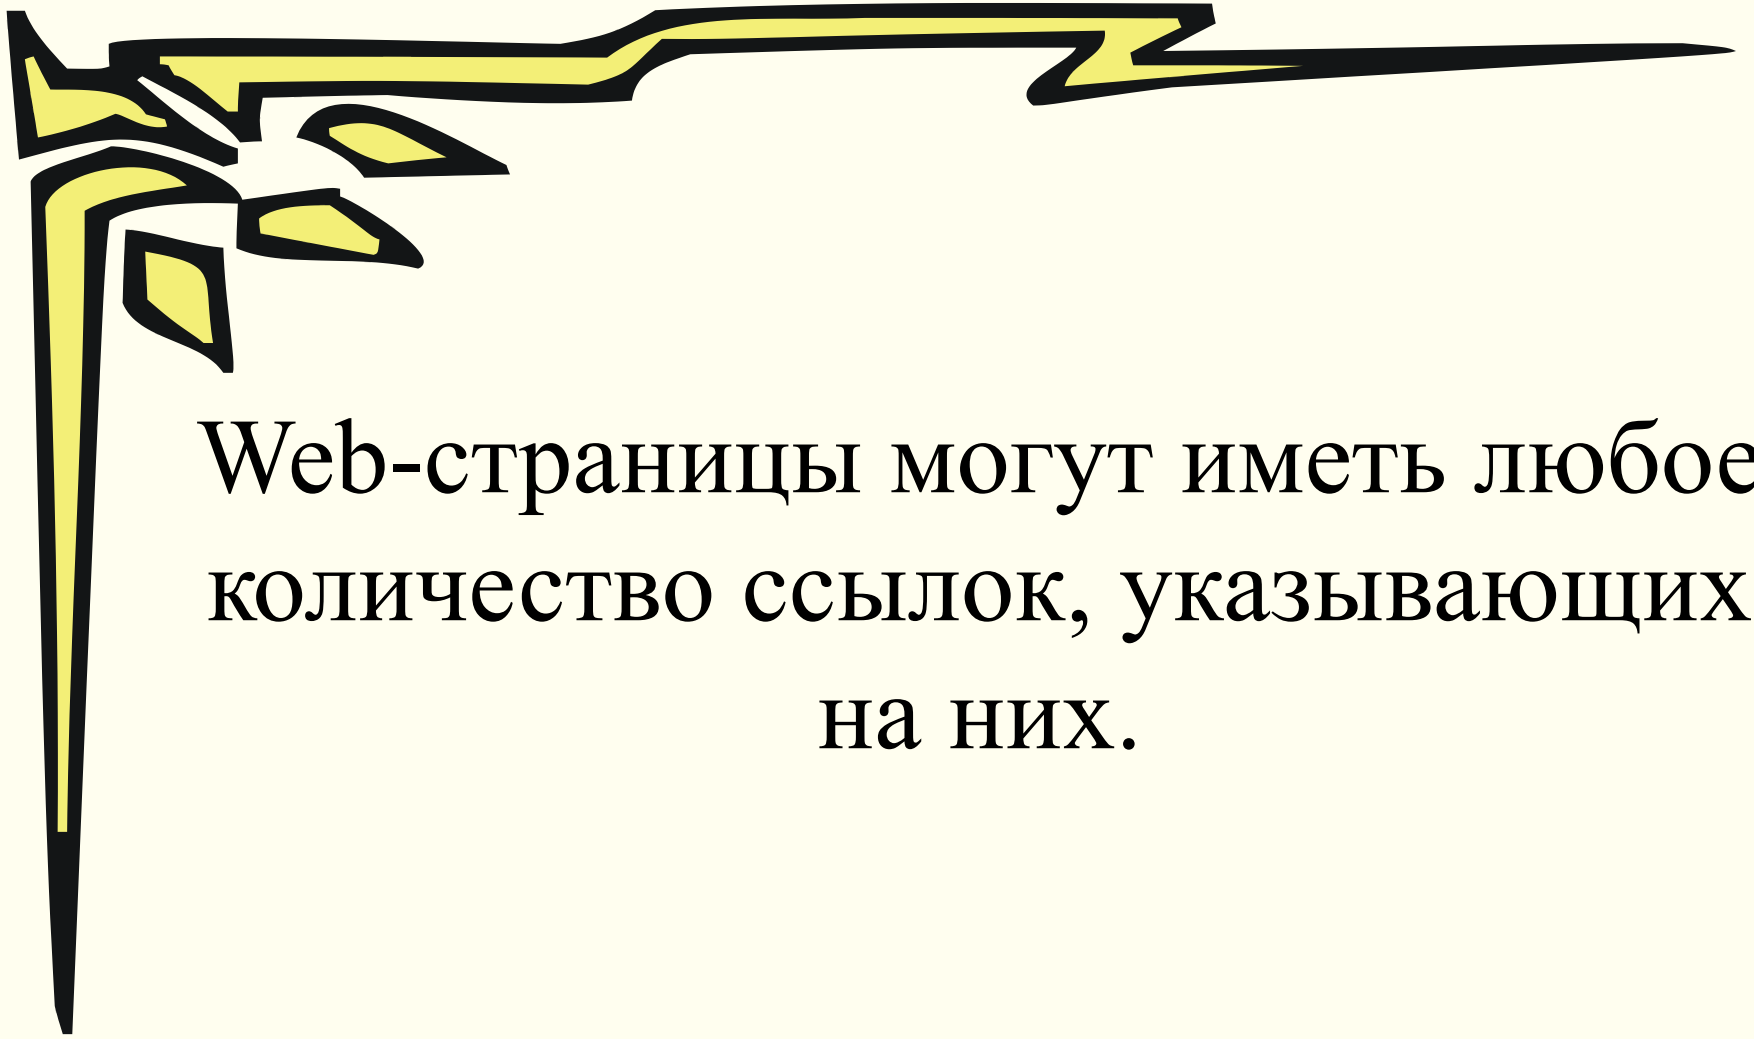 Web-страницы могут иметь любое
количество ссылок, указывающих
на них.